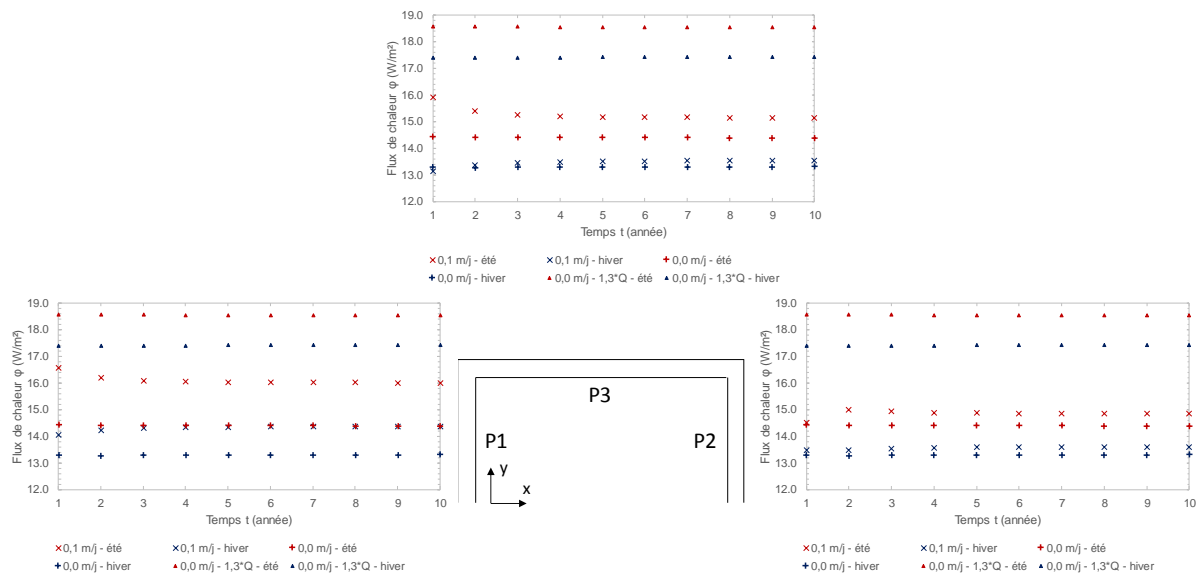 19.0
18.0
17.0
16.0
15.0
14.0
13.0
12.0
Flux de chaleur φ (W/m²)
1 2 3 4 5 6 7 8 9 10
Temps t (année)
0,1 m/j - été 0,1 m/j - hiver 0,0 m/j - été
0,0 m/j - hiver 0,0 m/j - 1,3*Q - été 0,0 m/j - 1,3*Q - hiver
19.0
18.0
17.0
16.0
15.0
14.0
13.0
12.0
Flux de chaleur φ (W/m²)
1 2 3 4 5 6 7 8 9 10
Temps t (année)
0,1 m/j - été 0,1 m/j - hiver 0,0 m/j - été
0,0 m/j - hiver 0,0 m/j - 1,3*Q - été 0,0 m/j - 1,3*Q - hiver
P3
P1
P2
y
x
19.0
18.0
17.0
16.0
15.0
14.0
13.0
12.0
Flux de chaleur φ (W/m²)
1 2 3 4 5 6 7 8 9 10
Temps t (année)
0,1 m/j - été 0,1 m/j - hiver 0,0 m/j - été
0,0 m/j - hiver 0,0 m/j - 1,3*Q - été 0,0 m/j - 1,3*Q - hiver